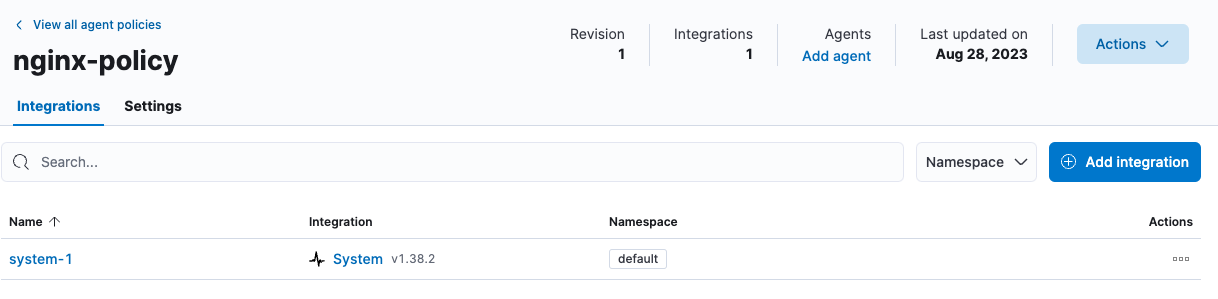 View all agent policies
nginx-policy
Revision
1
Integrations
1
Agents
Add agent
Last updated on
Aug 28, 2023
Actions
Integrations Settings
Search...
Namespace
Add integration
Name Integration Namespace Actions
system-1 System v1.38.2 default